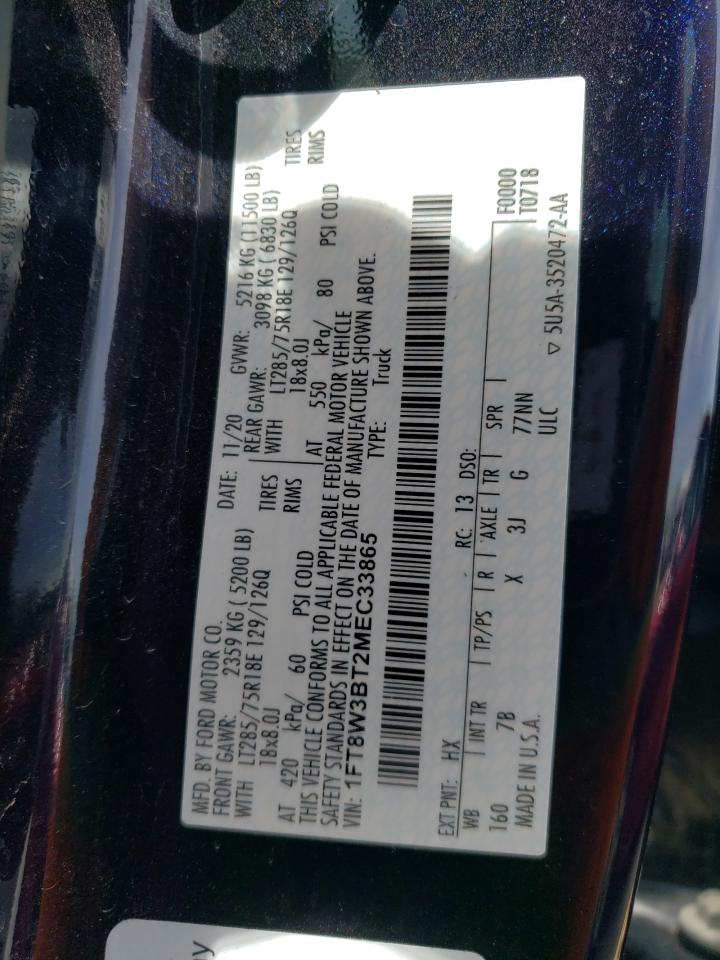 MFD. BY FORD MOTOR CO.
DATE: 11/20 GVWR: 5216 KG (11500 LB)
FRONT GAWR: 2359 KG ( 5200 LB) REAR GAWR: 3098 KG ( 6830 LB)
WITH LT285/75R18E 129/126Q TIRES WITH LT285/75R18E 129/126Q TIRES
18x8.0J RIMS 18x8.0J RIMS
AT 420 kPa/ 60 PSI COLD AT 550 kPa/ 80 PSI COLD
THIS VEHICLE CONFORMS TO ALL APPLICABLE FEDERAL MOTOR VEHICLE
SAFETY STANDARDS IN EFFECT ON THE DATE OF MANUFACTURE SHOWN ABOVE.
VIN: 1FT8W3BT2MEC33865 TYPE: Truck
EXT PNT: HX RC: 13 DSO: F0000
WB INT TR TP/PS R AXLE TR SPR T0718
160 7B X 3J G 77NN
MADE IN U.S.A. ULC ▽ 5U5A-3520472-AA